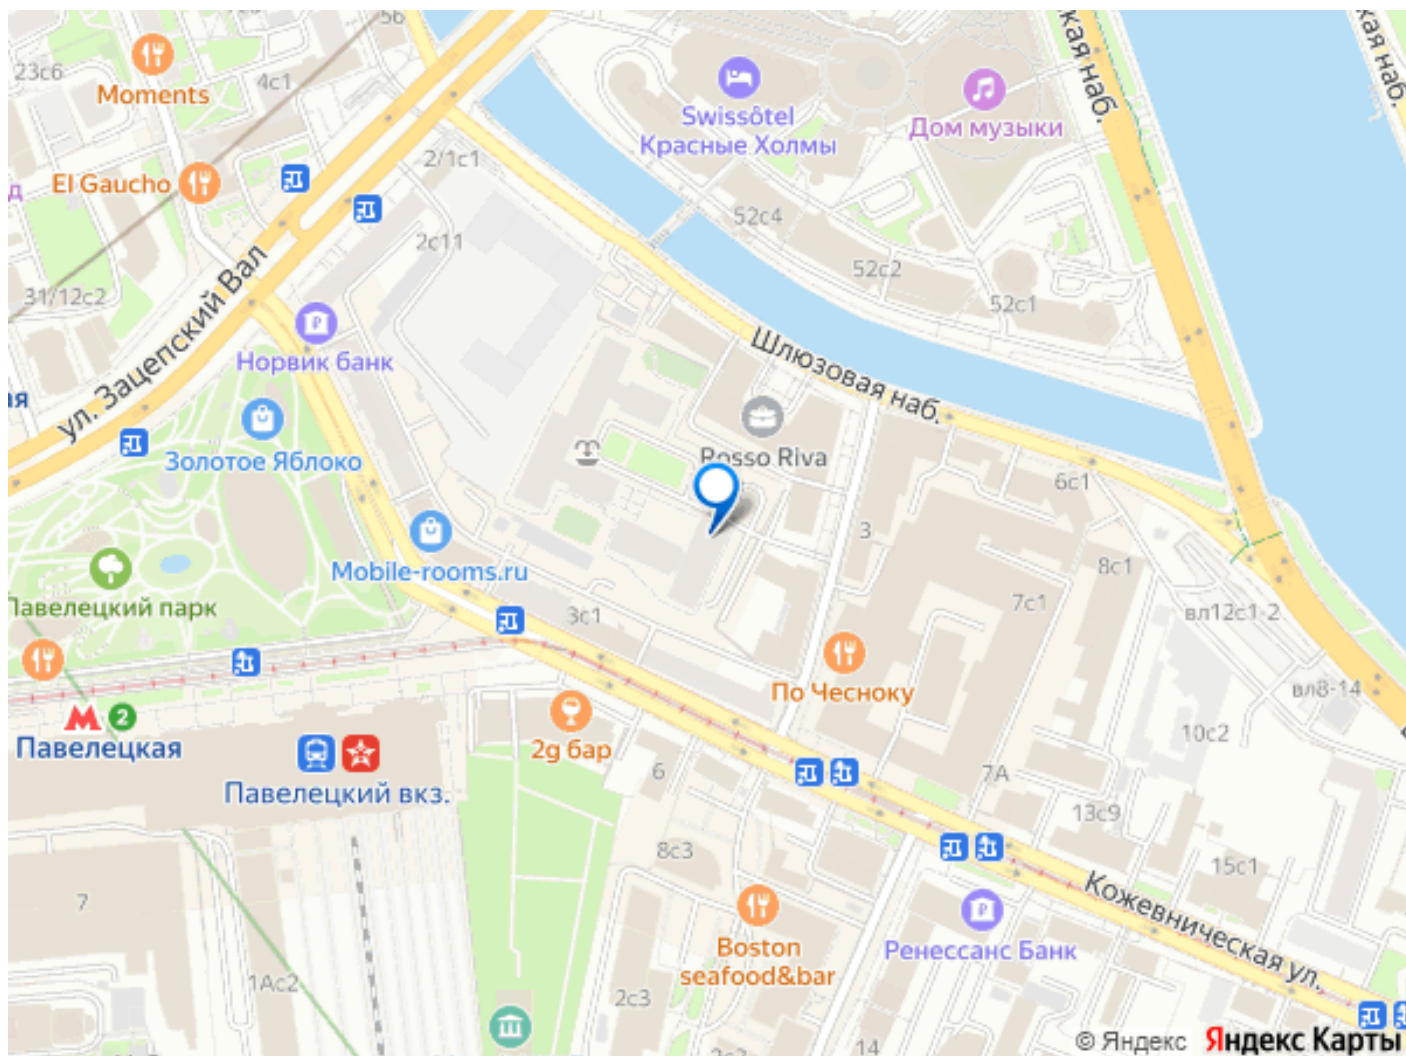 5б
23с6
Moments
4с1
Swissôtel
Красные Холмы
Дом музыки
кая наб.
кая наб.
El Gaucho
д
2/1с1
52с4
2с11
52с2
52с1
31/12с2
ул. Зацепский Вал
Норвик банк
Шлюзовая наб.
ая
Золотое Яблоко
Rosso Riva
6с1
3
Mobile-rooms.ru
8с1
7с1
Павелецкий парк
3с1
вл12с1-2
По Чесноку
вл8-14
2
Павелецкая
2g бар
10с2
Павелецкий вкз.
6
7А
13с9
8с3
15с1
7
Кожевническая ул.
Boston
seafood&bar
Ренессанс Банк
1Ас2
2с3
14
© Яндекс Яндекс Карты